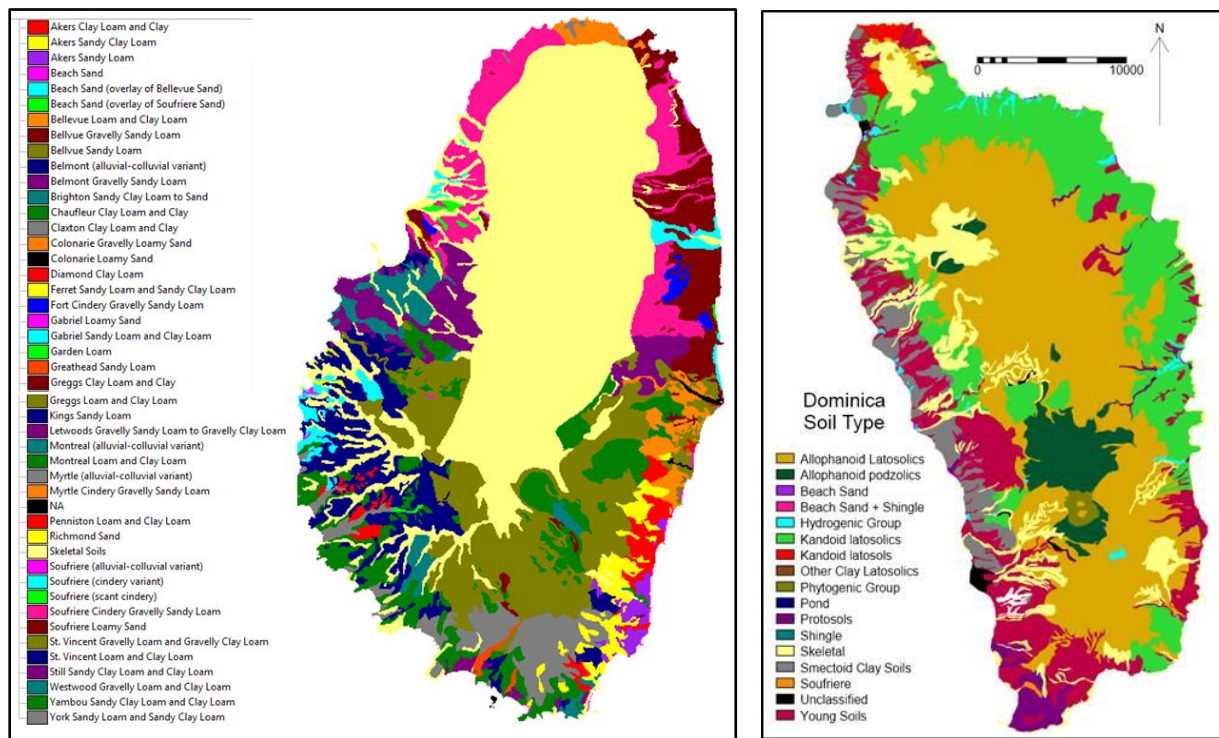 Akers Clay Loam and Clay
Akers Sandy Clay Loam
Akers Sandy Loam
Beach Sand
Beach Sand (overlay of Bellevue Sand)
Beach Sand (overlay of Soufriere Sand)
Bellevue Loam and Clay Loam
Bellvue Gravelly Sandy Loam
Bellvue Sandy Loam
Belmont (alluvial-colluvial variant)
Belmont Gravelly Sandy Loam
Brighton Sandy Clay Loam to Sand
Chaufleur Clay Loam and Clay
Claxton Clay Loam and Clay
Colonarie Gravelly Loamy Sand
Colonarie Loamy Sand
Diamond Clay Loam
Ferret Sandy Loam and Sandy Clay Loam
Fort Cindery Gravelly Sandy Loam
Gabriel Loamy Sand
Gabriel Sandy Loam and Clay Loam
Garden Loam
Greathead Sandy Loam
Greggs Clay Loam and Clay
Greggs Loam and Clay Loam
Kings Sandy Loam
Letwoods Gravelly Sandy Loam to Gravelly Clay Loam
Montreal (alluvial-colluvial variant)
Montreal Loam and Clay Loam
Myrtle (alluvial-colluvial variant)
Myrtle Cindery Gravelly Sandy Loam
NA
Penniston Loam and Clay Loam
Richmond Sand
Skeletal Soils
Soufriere (alluvial-colluvial variant)
Soufriere (cindery variant)
Soufriere (scant cindery)
Soufriere Cindery Gravelly Sandy Loam
Soufriere Loamy Sand
St. Vincent Gravelly Loam and Gravelly Clay Loam
St. Vincent Loam and Clay Loam
Still Sandy Clay Loam and Clay Loam
Westwood Gravelly Loam and Clay Loam
Yambou Sandy Clay Loam and Clay Loam
York Sandy Loam and Sandy Clay Loam
N
0 10000
Dominica
Soil Type
Allophanoid Latosolics
Allophanoid podzolics
Beach Sand
Beach Sand + Shingle
Hydrogenic Group
Kandoid latosolics
Kandoid latosols
Other Clay Latosolics
Phytogenic Group
Pond
Protosols
Shingle
Skeletal
Smectoid Clay Soils
Soufriere
Unclassified
Young Soils